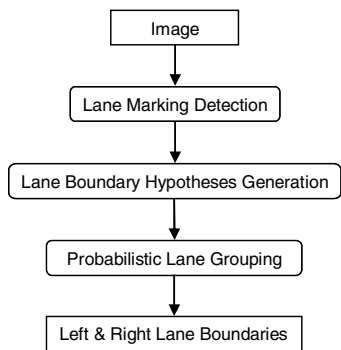 Image
Lane Marking Detection
Lane Boundary Hypotheses Generation
Probabilistic Lane Grouping
Left & Right Lane Boundaries